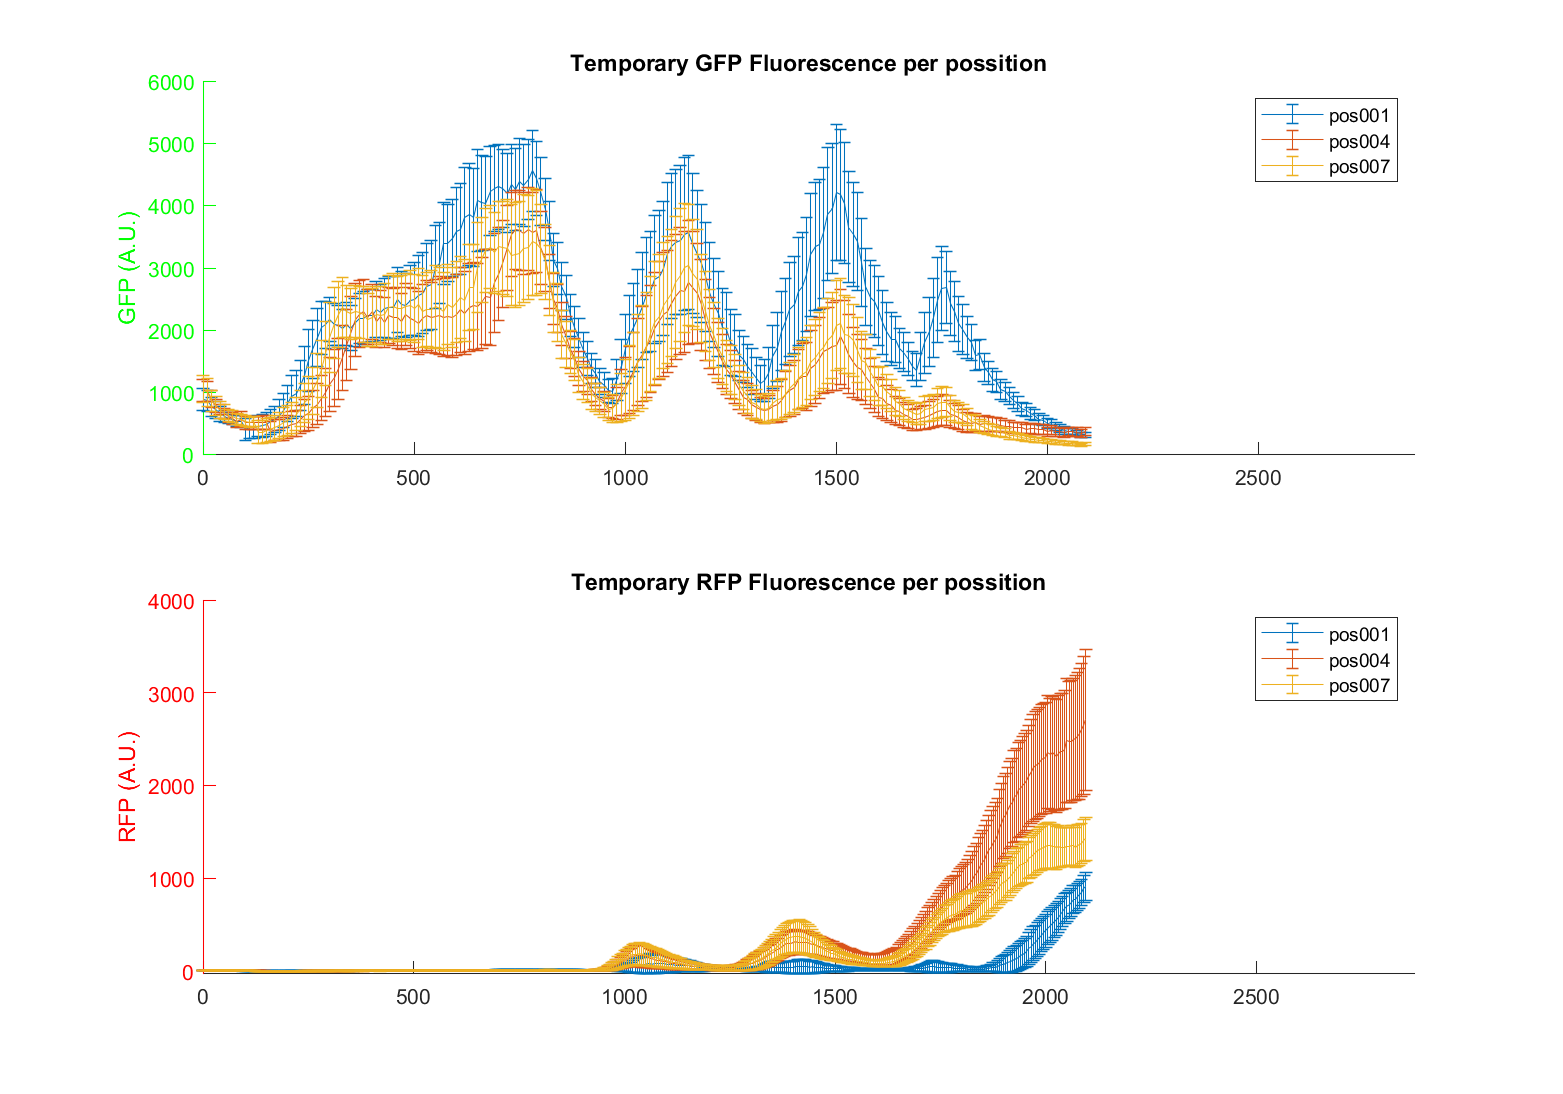 Temporary GFP Fluorescence per possition
GFP (A.U.)
6000
5000
4000
3000
2000
1000
0
0 500 1000 1500 2000 2500
pos001
pos004
pos007
Temporary RFP Fluorescence per possition
RFP (A.U.)
4000
3000
2000
1000
0
0 500 1000 1500 2000 2500
pos001
pos004
pos007